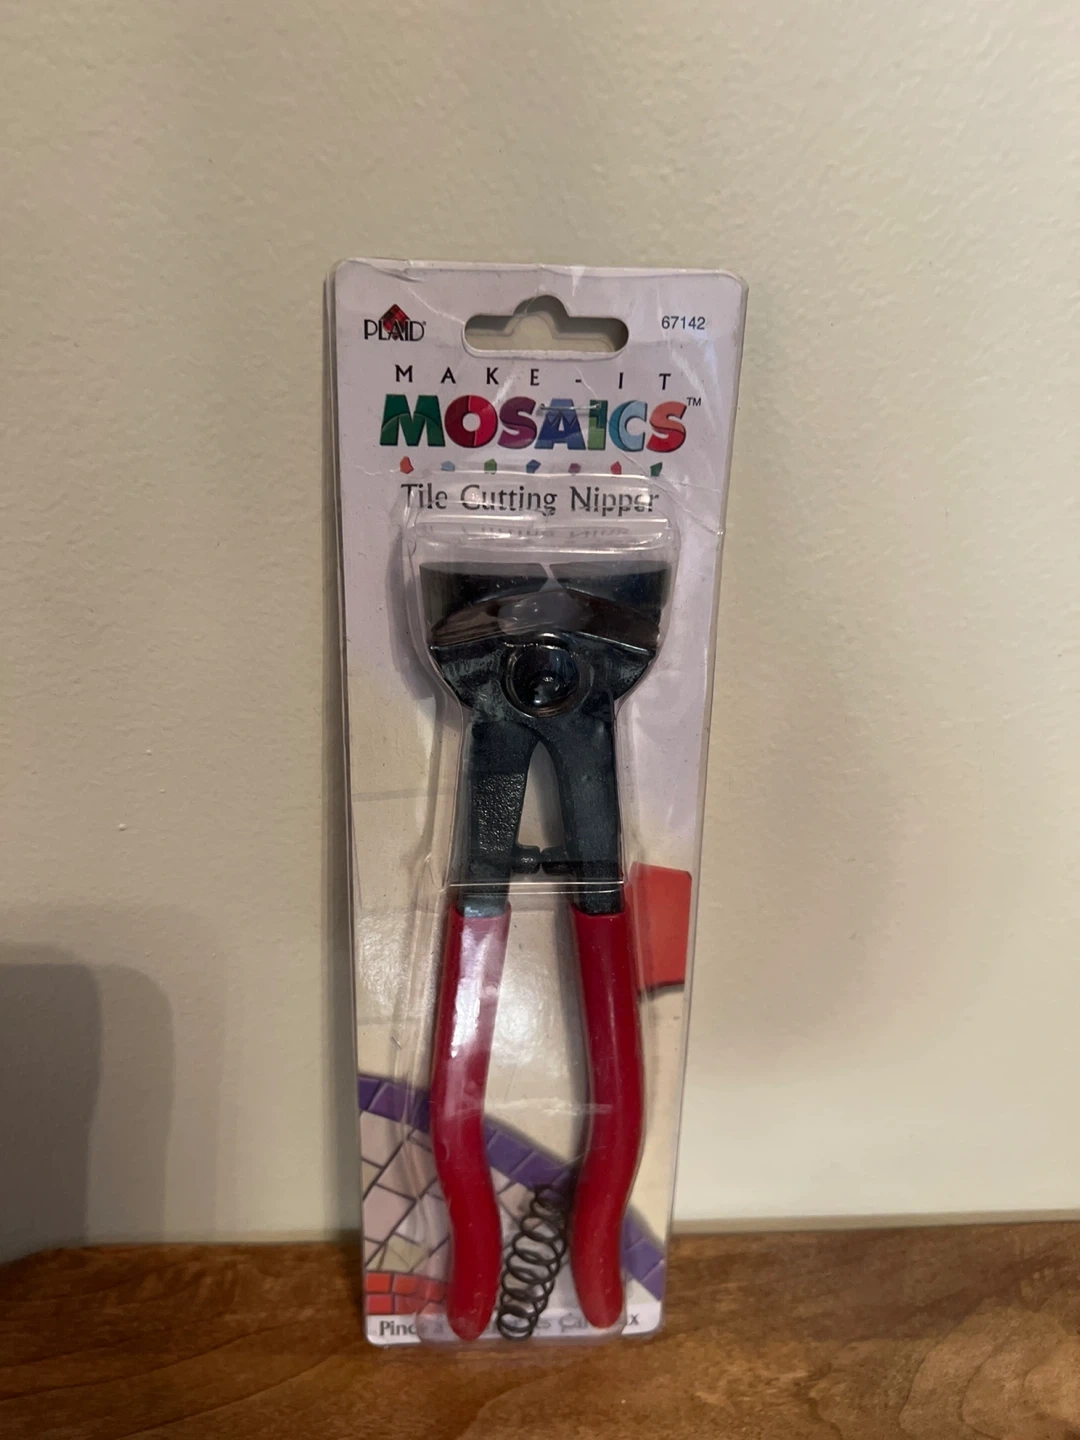 PLAID®
67142
MAKE-IT
MOSAICS™
Tile Cutting Nipper